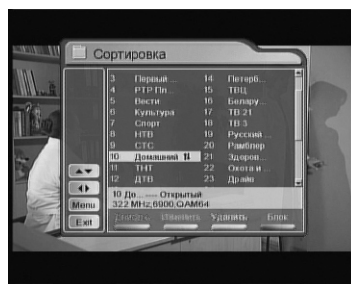 Сортировка
3 Первый...
4 РТР Пл...
5 Вести
6 Культура
7 Спорт
8 НТВ
9 СТС
10 Домашний
11 ТНТ
12 ДТВ
14 Петерб...
15 ТВЦ
16 Белару...
17 ТВ 21
18 ТВ 3
19 Русский...
20 Рамблер
21 Здоров...
22 Охота и...
23 Драйв
Menu
Exit
10 До... ---- Открытый
322 MHz,6900,QAM64
Изменить Удалить Блок